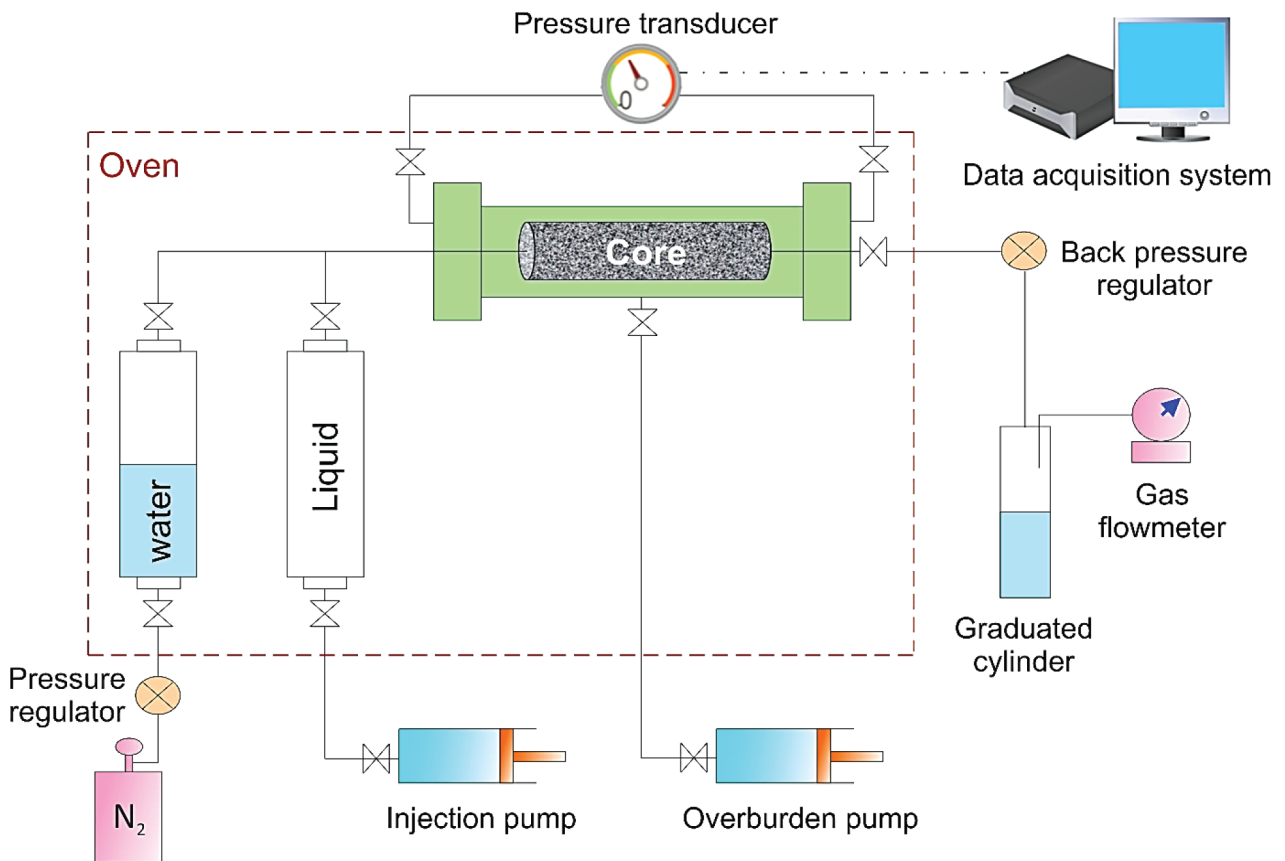 Pressure transducer
0
Oven
Data acquisition system
Core
Back pressure
regulator
water
Liquid
Gas
flowmeter
Graduated
cylinder
Pressure
regulator
N₂
Injection pump
Overburden pump